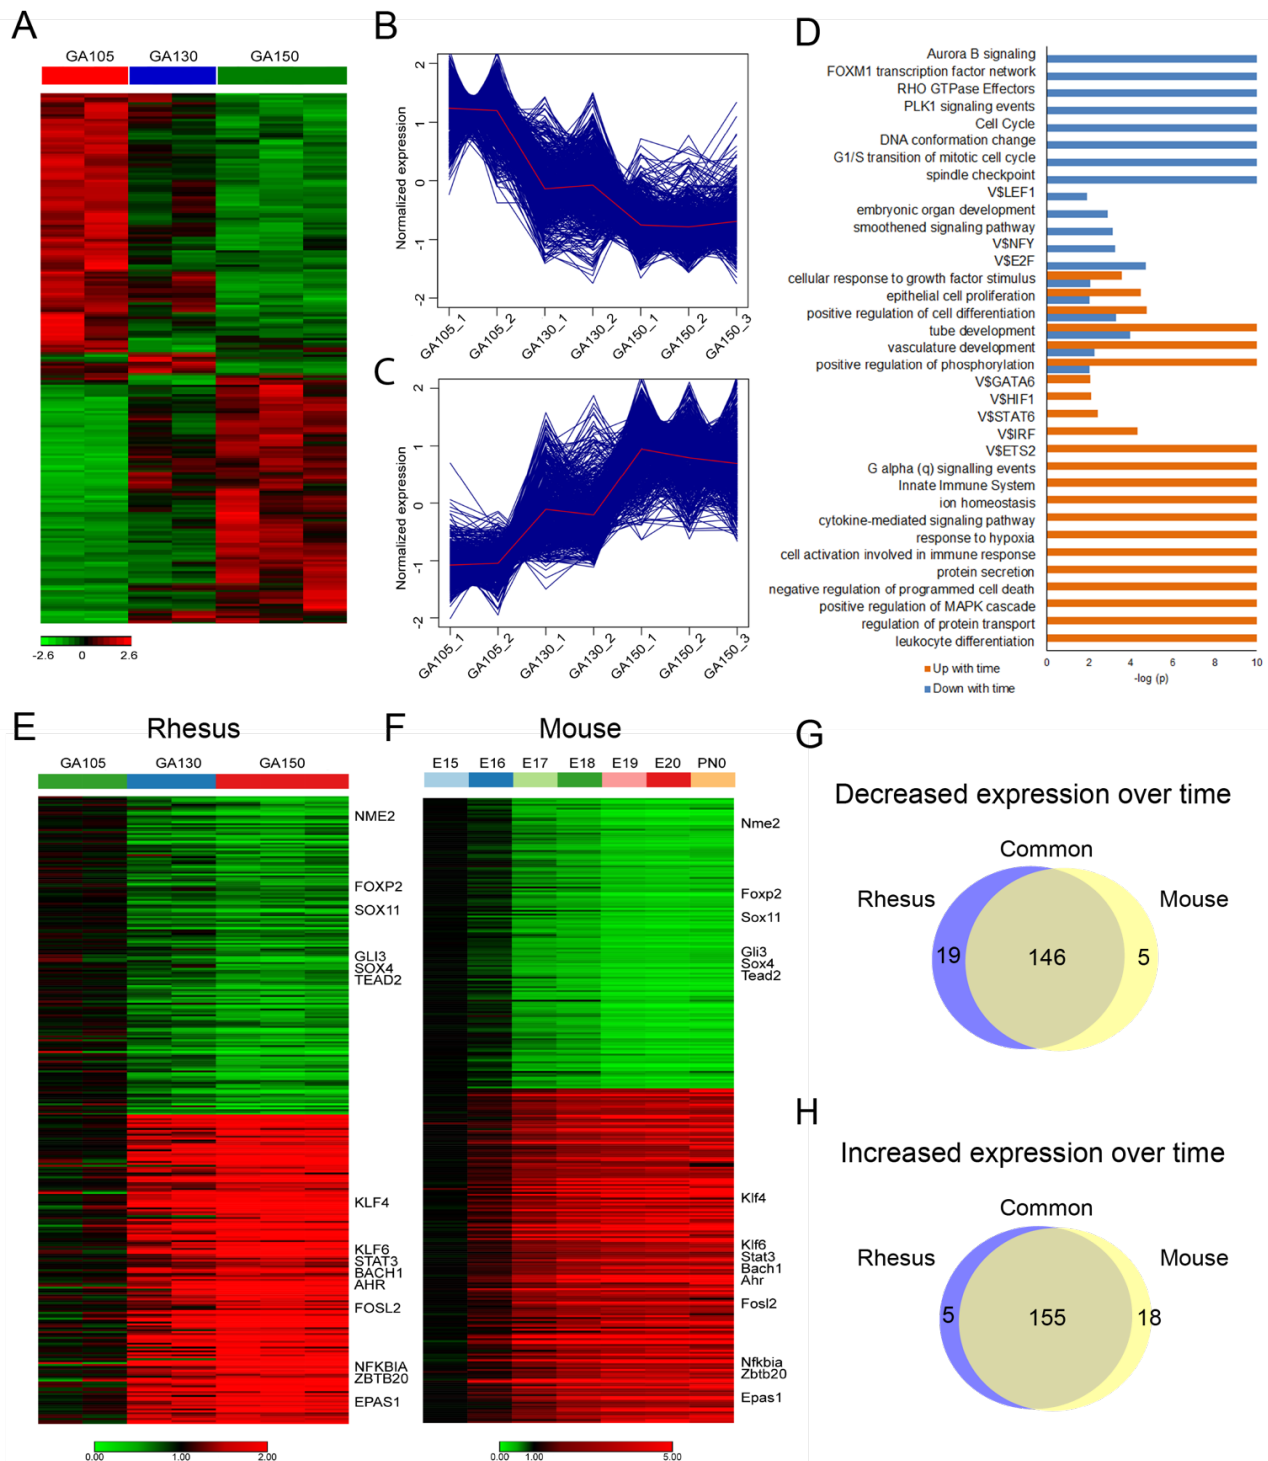 A
GA105 GA130 GA150
-2.6 0 2.6
B
Normalized expression
2
1
0
-1
-2
GA105_1 GA105_2 GA130_1 GA130_2 GA150_1 GA150_2 GA150_3
C
Normalized expression
2
1
0
-1
-2
GA105_1 GA105_2 GA130_1 GA130_2 GA150_1 GA150_2 GA150_3
D
Aurora B signaling
FOXM1 transcription factor network
RHO GTPase Effectors
PLK1 signaling events
Cell Cycle
DNA conformation change
G1/S transition of mitotic cell cycle
spindle checkpoint
V$LEF1
embryonic organ development
smoothened signaling pathway
V$NFY
V$E2F
cellular response to growth factor stimulus
epithelial cell proliferation
positive regulation of cell differentiation
tube development
vasculature development
positive regulation of phosphorylation
V$GATA6
V$HIF1
V$STAT6
V$IRF
V$ETS2
G alpha (q) signalling events
Innate Immune System
ion homeostasis
cytokine-mediated signaling pathway
response to hypoxia
cell activation involved in immune response
protein secretion
negative regulation of programmed cell death
positive regulation of MAPK cascade
regulation of protein transport
leukocyte differentiation
0 2 4 6 8 10
-log (p)
Up with time
Down with time
E
Rhesus
GA105 GA130 GA150
NME2
FOXP2
SOX11
GLI3
SOX4
TEAD2
KLF4
KLF6
STAT3
BACH1
AHR
FOSL2
NFKBIA
ZBTB20
EPAS1
0.00 1.00 2.00
F
Mouse
E15 E16 E17 E18 E19 E20 PN0
Nme2
Foxp2
Sox11
Gli3
Sox4
Tead2
Klf4
Klf6
Stat3
Bach1
Ahr
Fosl2
Nfkbia
Zbtb20
Epas1
0.00 1.00 5.00
G
Decreased expression over time
Common
Rhesus Mouse
19 146 5
H
Increased expression over time
Common
Rhesus Mouse
5 155 18